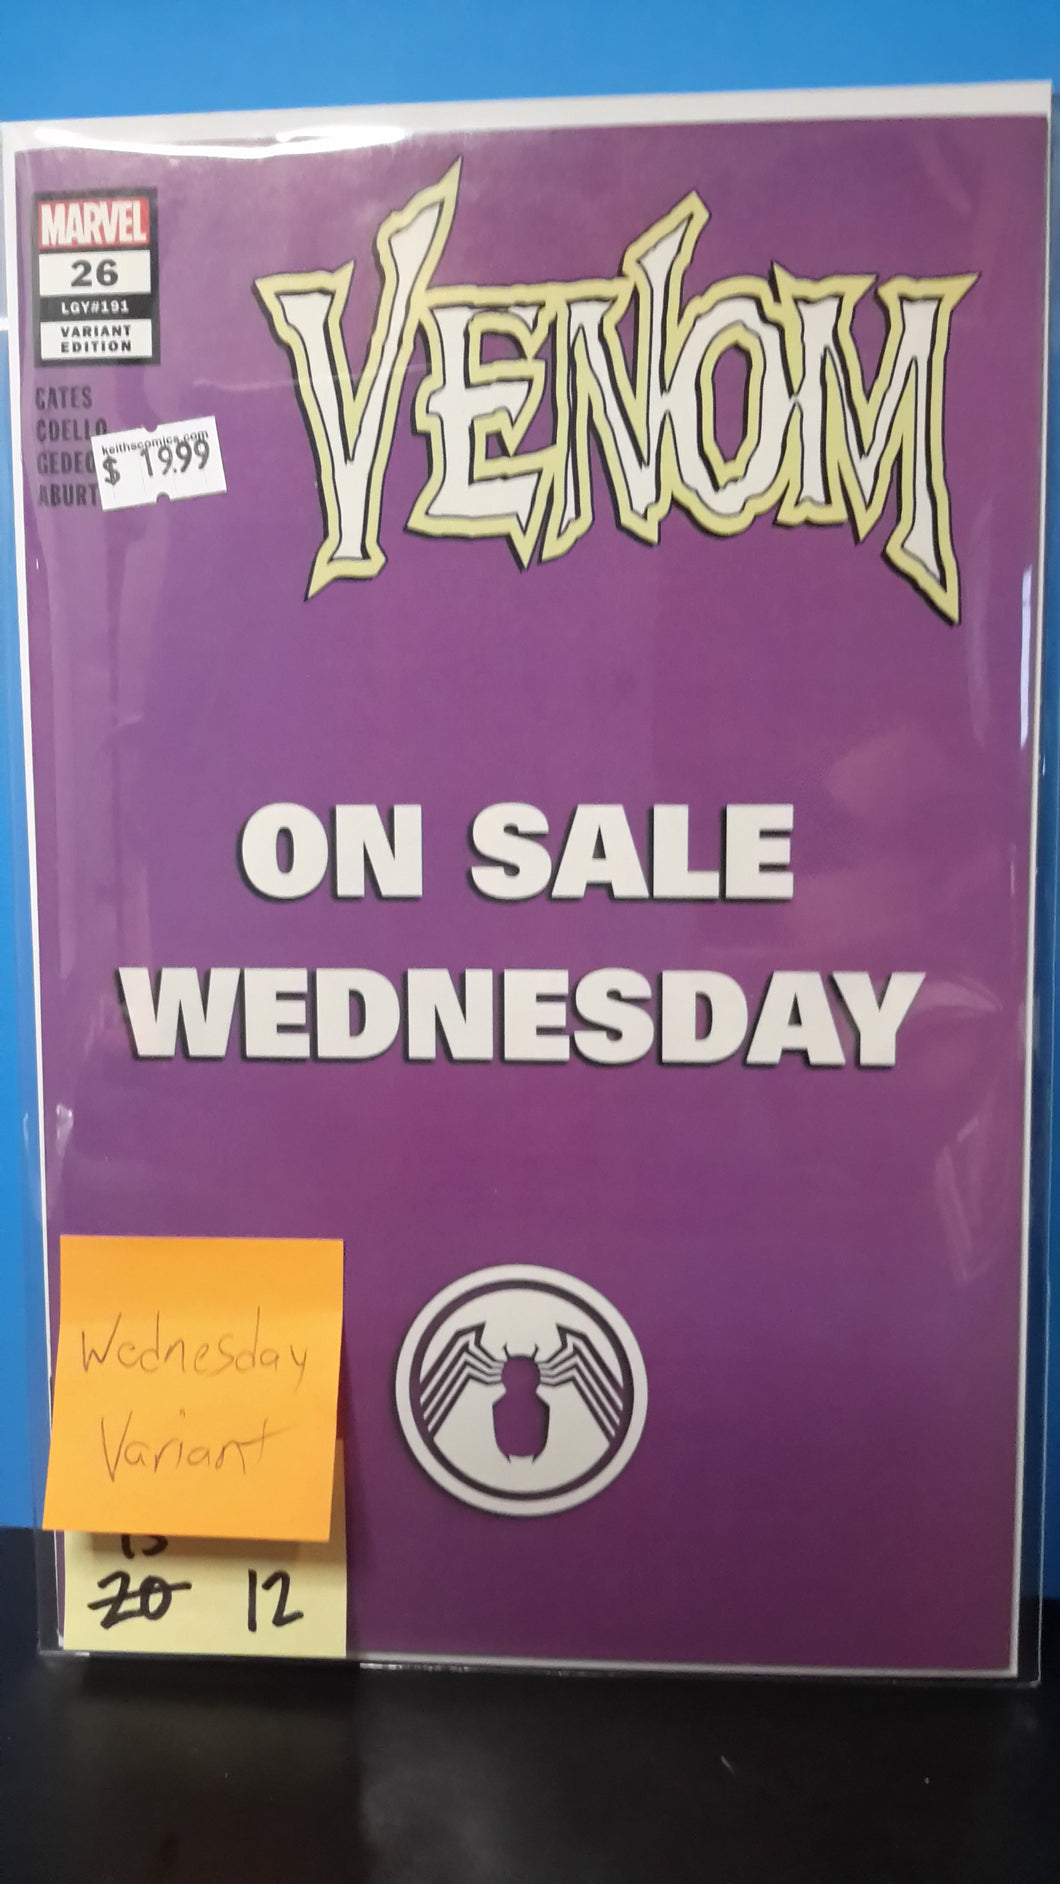 MARVEL
26
LGY#191
VARIANT
EDITION
VENOM
CATES
COELLO
keithscomics.com
$ 19.99
ON SALE
WEDNESDAY
Wednesday
Variant
20 12